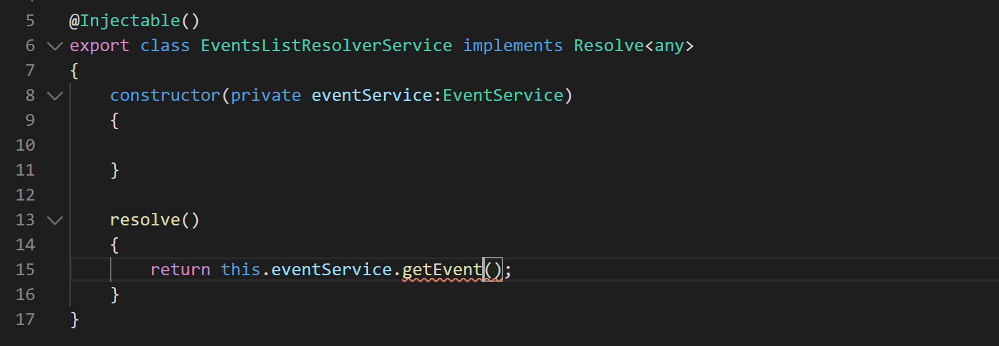 5 @Injectable()
6 export class EventsListResolverService implements Resolve<any>
7 {
8 constructor(private eventService:EventService)
9 {
10
11 }
12
13 resolve()
14 {
15 return this.eventService.getEvent();
16 }
17 }